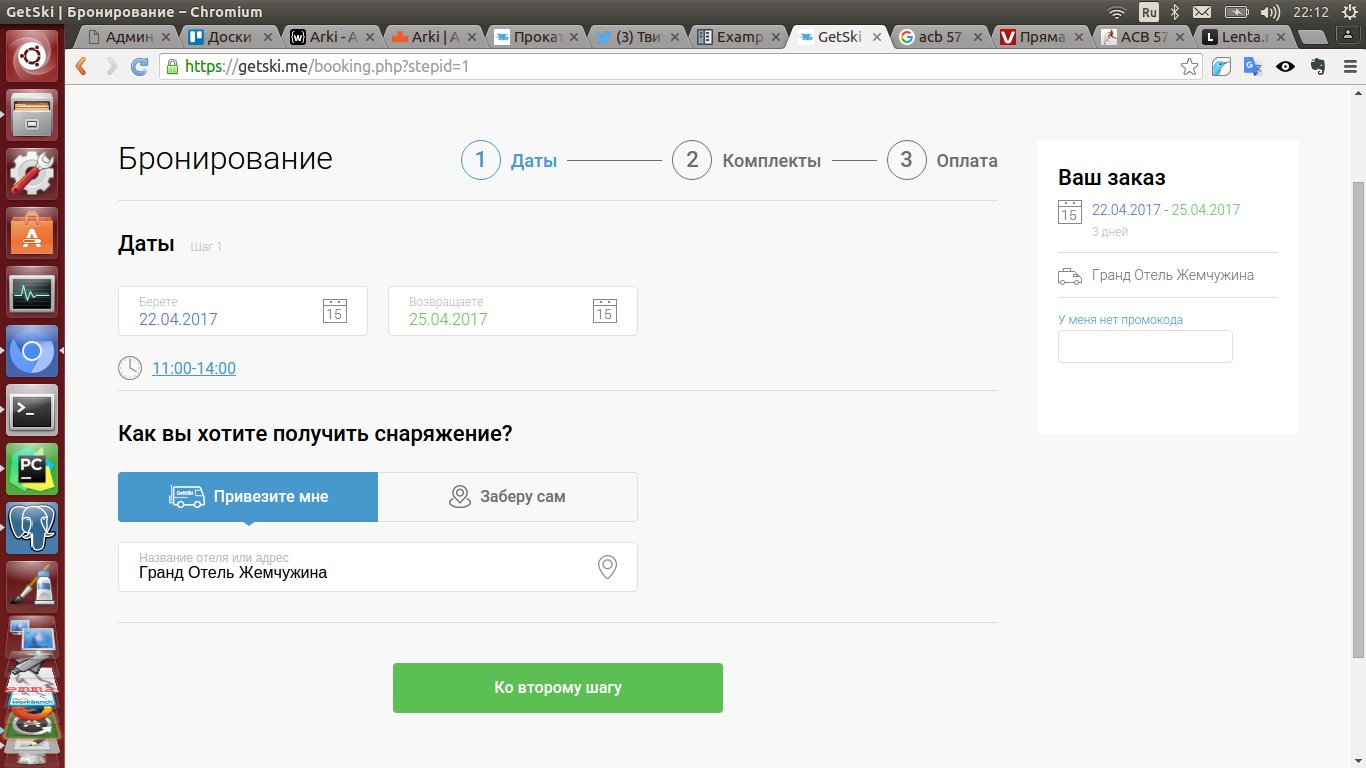 GetSki | Бронирование – Chromium
Ru
22:12
Админ
Доски
Arki - A
Arki | A
Прокат
(3) Тви
Examp
GetSki
acb 57
Пряма
ACB 57
Lenta.r
https://getski.me/booking.php?stepid=1
Бронирование
1 Даты
2 Комплекты
3 Оплата
Даты Шаг 1
Берете
22.04.2017
15
Возвращаете
25.04.2017
15
11:00-14:00
Как вы хотите получить снаряжение?
GetSki Привезите мне
Заберу сам
Название отеля или адрес
Гранд Отель Жемчужина
Ко второму шагу
Ваш заказ
15
22.04.2017 - 25.04.2017
3 дней
Гранд Отель Жемчужина
У меня нет промокода
PC
workbench